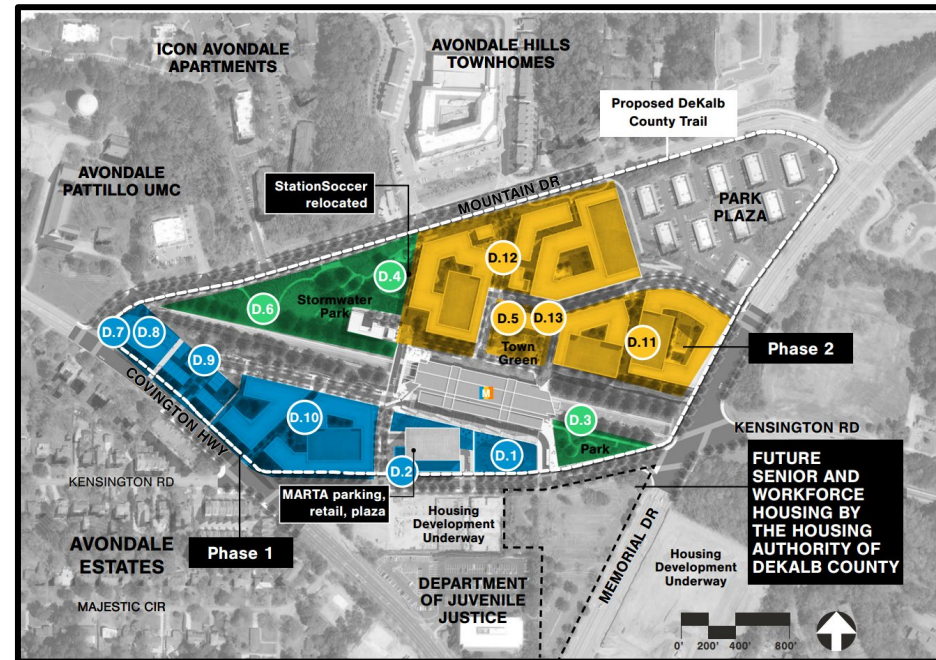 ICON AVONDALE
APARTMENTS
AVONDALE HILLS
TOWNHOMES
Proposed DeKalb
County Trail
AVONDALE
PATTILLO UMC
StationSoccer
relocated
MOUNTAIN DR
PARK
PLAZA
D.12
D.4
Stormwater
Park
D.6
D.5
D.13
Town
Green
D.11
Phase 2
D.7
D.8
D.9
COVINGTON HWY
M
D.10
D.3
Park
KENSINGTON RD
D.2
D.1
KENSINGTON RD
MARTA parking,
retail, plaza
FUTURE
SENIOR AND
WORKFORCE
HOUSING BY
THE HOUSING
AUTHORITY OF
DEKALB COUNTY
Housing
Development
Underway
AVONDALE
ESTATES
Phase 1
MEMORIAL DR
Housing
Development
Underway
DEPARTMENT
OF JUVENILE
JUSTICE
MAJESTIC CIR
0' 200' 400' 800'